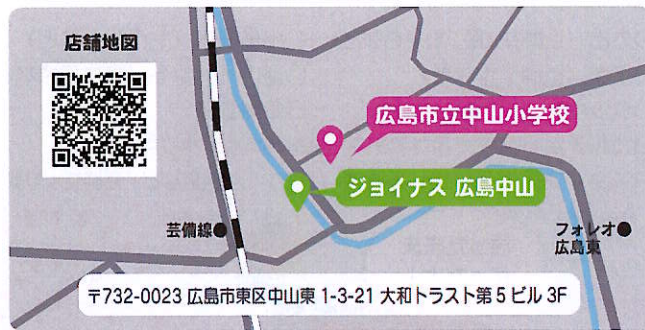 店舗地図
広島市立中山小学校
ジョイナス 広島中山
芸備線
フォレオ
広島東
〒732-0023 広島市東区中山東 1-3-21 大和トラスト第5ビル 3F